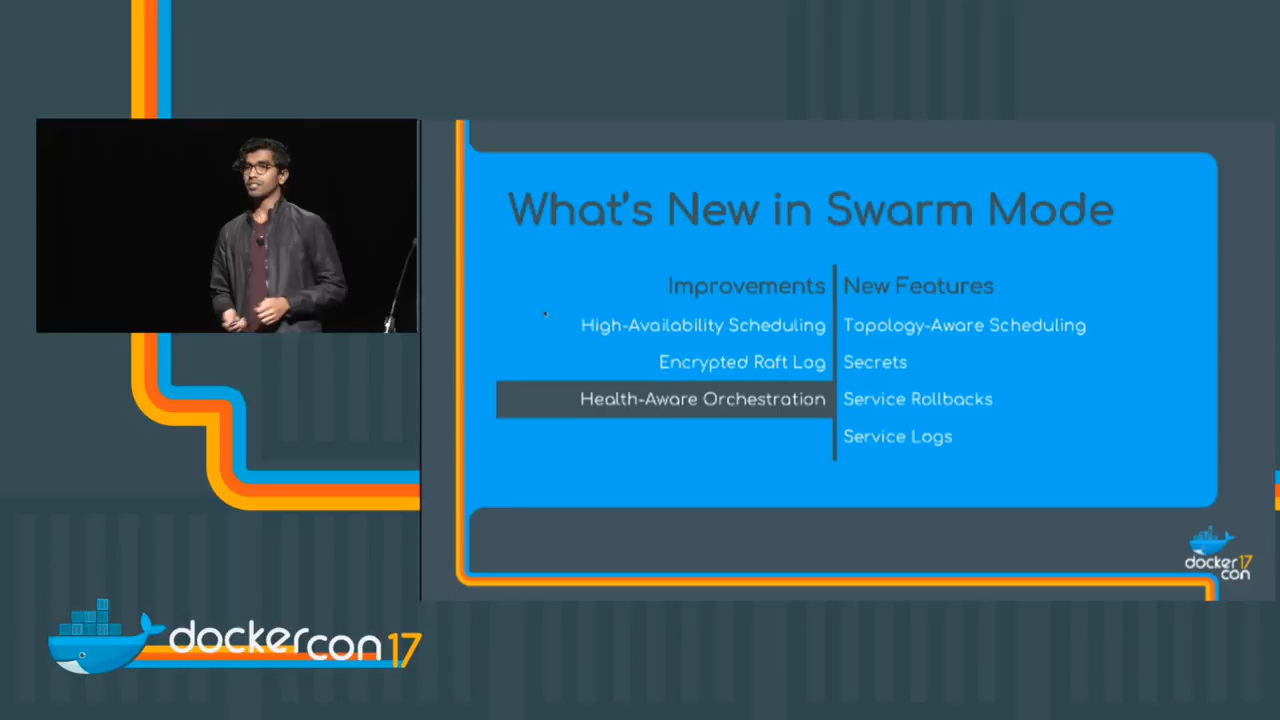 What's New in Swarm Mode
Improvements
High-Availability Scheduling
Encrypted Raft Log
Health-Aware Orchestration
New Features
Topology-Aware Scheduling
Secrets
Service Rollbacks
Service Logs
docker 17
con
dockercon 17